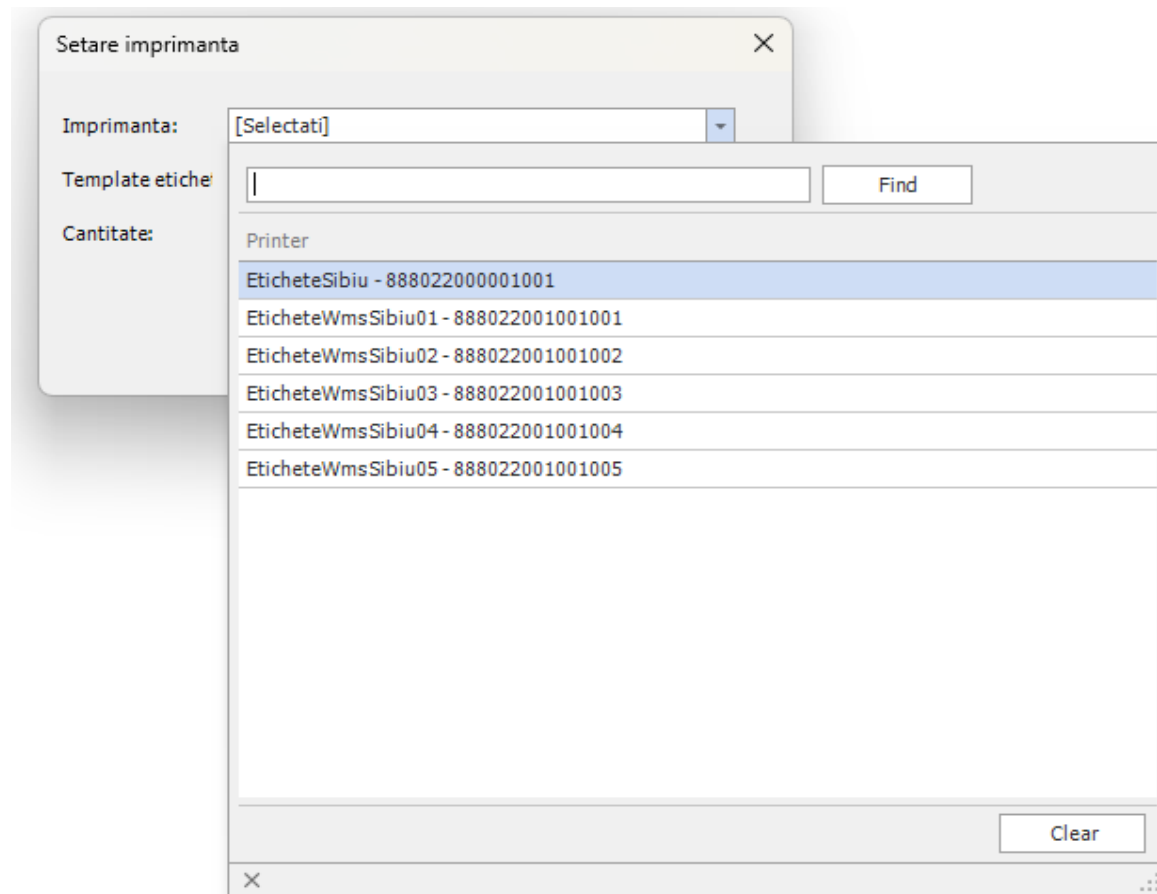 Setare imprimanta
Imprimanta: [Selectati]
Template etichet
Find
Cantitate:
Printer
EticheteSibiu - 888022000001001
EticheteWmsSibiu01 - 888022001001001
EticheteWmsSibiu02 - 888022001001002
EticheteWmsSibiu03 - 888022001001003
EticheteWmsSibiu04 - 888022001001004
EticheteWmsSibiu05 - 888022001001005
Clear